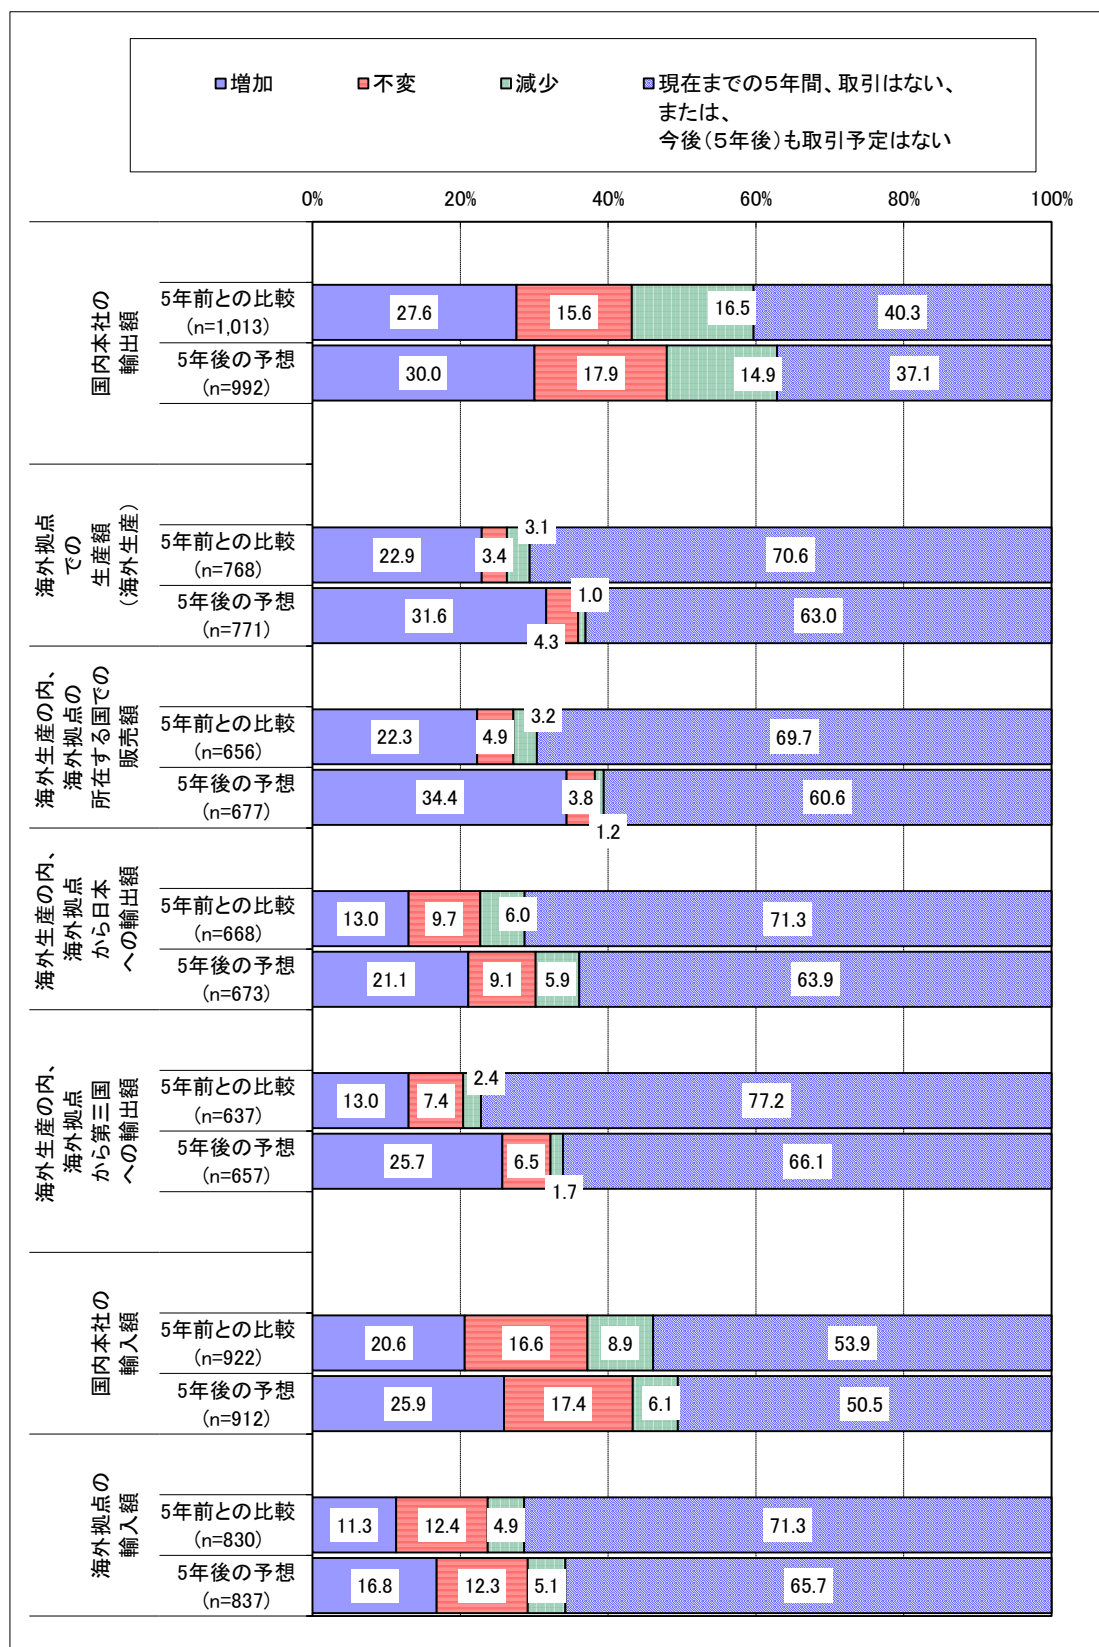 増加
不変
減少
現在までの5年間、取引はない、
または、
今後(5年後)も取引予定はない
0% 20% 40% 60% 80% 100%
国内本社の
輸出額
5年前との比較
(n=1,013)
27.6 15.6 16.5 40.3
5年後の予想
(n=992)
30.0 17.9 14.9 37.1
海外拠点
での
生産額
(海外生産)
5年前との比較
(n=768)
22.9 3.4 3.1 70.6
5年後の予想
(n=771)
31.6 4.3 1.0 63.0
海外生産の内、
海外拠点の
所在する国での
販売額
5年前との比較
(n=656)
22.3 4.9 3.2 69.7
5年後の予想
(n=677)
34.4 3.8 1.2 60.6
海外生産の内、
海外拠点
から日本
への輸出額
5年前との比較
(n=668)
13.0 9.7 6.0 71.3
5年後の予想
(n=673)
21.1 9.1 5.9 63.9
海外生産の内、
海外拠点
から第三国
への輸出額
5年前との比較
(n=637)
13.0 7.4 2.4 77.2
5年後の予想
(n=657)
25.7 6.5 1.7 66.1
国内本社の
輸入額
5年前との比較
(n=922)
20.6 16.6 8.9 53.9
5年後の予想
(n=912)
25.9 17.4 6.1 50.5
海外拠点の
輸入額
5年前との比較
(n=830)
11.3 12.4 4.9 71.3
5年後の予想
(n=837)
16.8 12.3 5.1 65.7